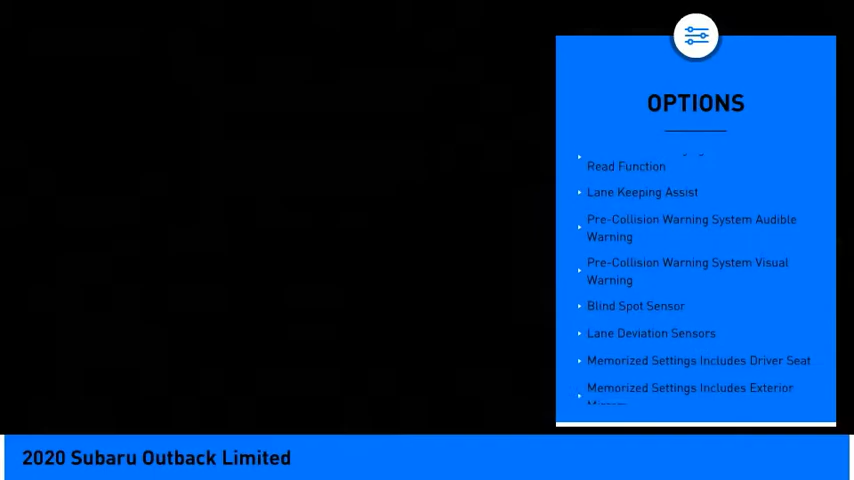 OPTIONS
Read Function
Lane Keeping Assist
Pre-Collision Warning System Audible
Warning
Pre-Collision Warning System Visual
Warning
Blind Spot Sensor
Lane Deviation Sensors
Memorized Settings Includes Driver Seat
Memorized Settings Includes Exterior
2020 Subaru Outback Limited